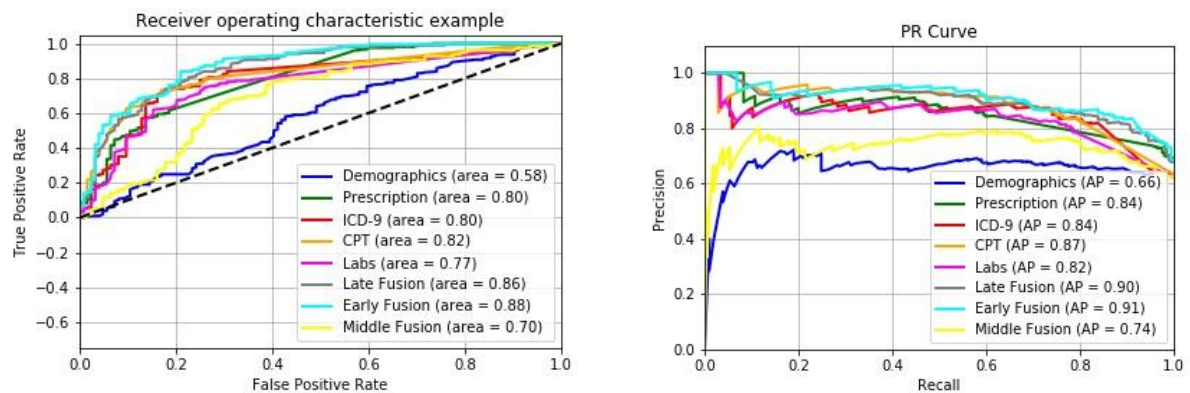 Receiver operating characteristic example
1.0
0.8
0.6
0.4
0.2
0.0
−0.2
−0.4
−0.6
True Positive Rate
Demographics (area = 0.58)
Prescription (area = 0.80)
ICD-9 (area = 0.80)
CPT (area = 0.82)
Labs (area = 0.77)
Late Fusion (area = 0.86)
Early Fusion (area = 0.88)
Middle Fusion (area = 0.70)
0.0 0.2 0.4 0.6 0.8 1.0
False Positive Rate
PR Curve
1.0
0.8
0.6
0.4
0.2
0.0
Precision
Demographics (AP = 0.66)
Prescription (AP = 0.84)
ICD-9 (AP = 0.84)
CPT (AP = 0.87)
Labs (AP = 0.82)
Late Fusion (AP = 0.90)
Early Fusion (AP = 0.91)
Middle Fusion (AP = 0.74)
0.0 0.2 0.4 0.6 0.8 1.0
Recall